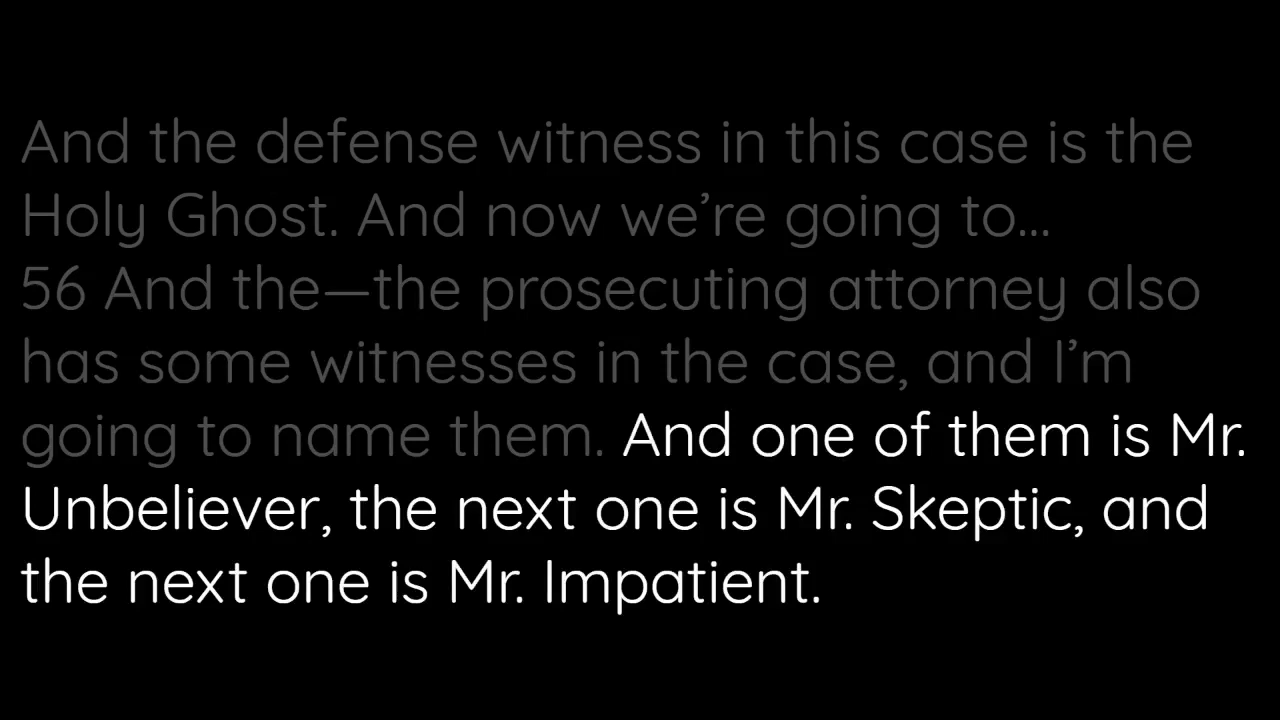 And the defense witness in this case is the
Holy Ghost. And now we’re going to...
56 And the—the prosecuting attorney also
has some witnesses in the case, and I’m
going to name them. And one of them is Mr.
Unbeliever, the next one is Mr. Skeptic, and
the next one is Mr. Impatient.